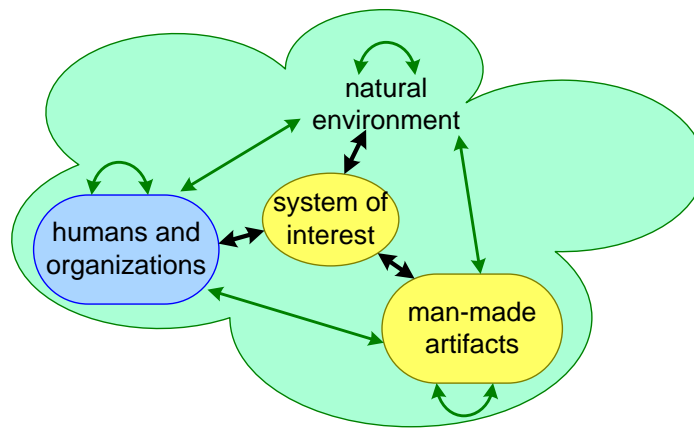 natural
environment
system of
interest
humans and
organizations
man-made
artifacts